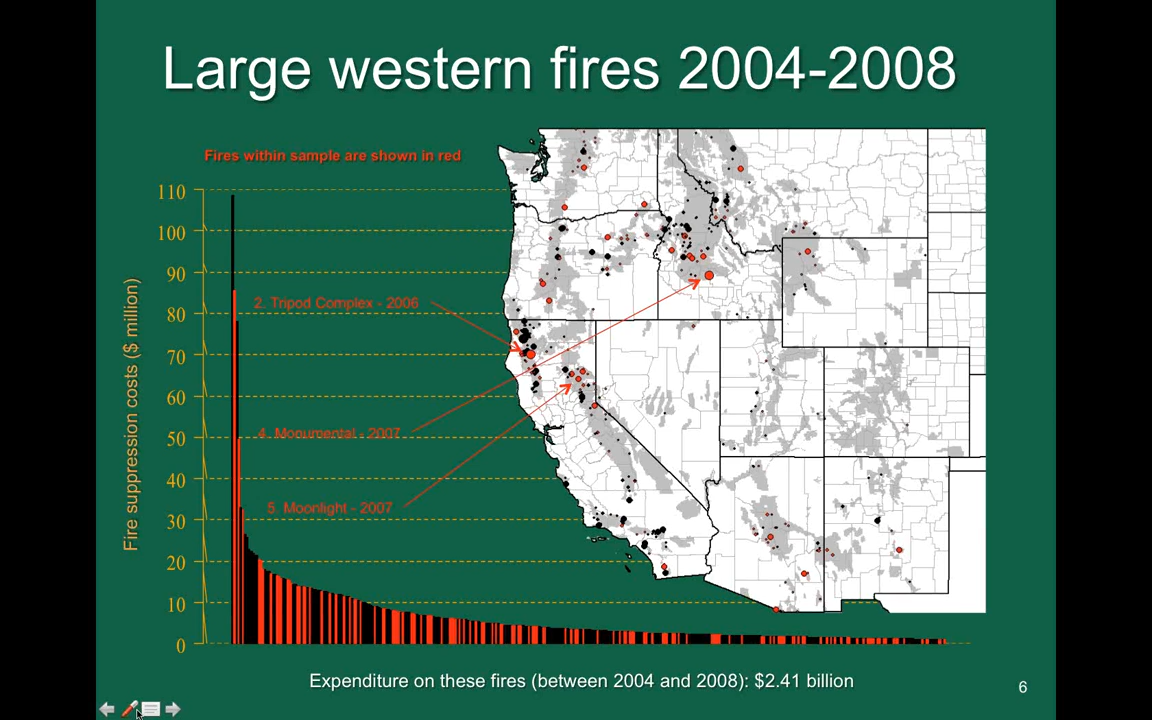 Large western fires 2004-2008
Fires within sample are shown in red
Fire suppression costs ($ million)
110
100
90
80
70
60
50
40
30
20
10
0
2. Tripod Complex - 2006
4. Monumental - 2007
5. Moonlight - 2007
Expenditure on these fires (between 2004 and 2008): $2.41 billion
6